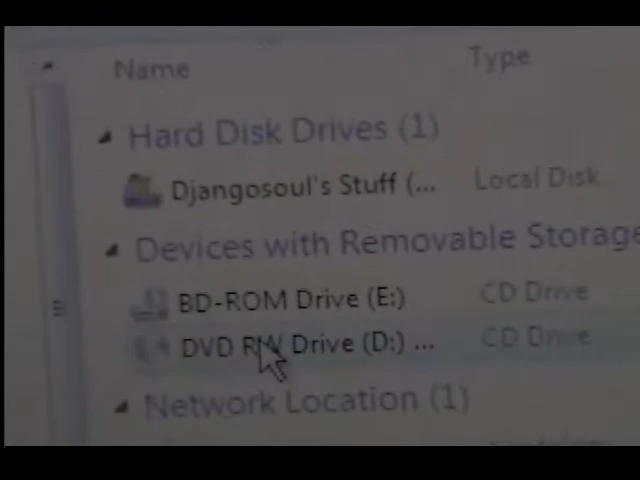 Name Type
Hard Disk Drives (1)
Djangosoul's Stuff (... Local Disk
Devices with Removable Storage
BD-ROM Drive (E:) CD Drive
DVD RW Drive (D:) ... CD Drive
Network Location (1)